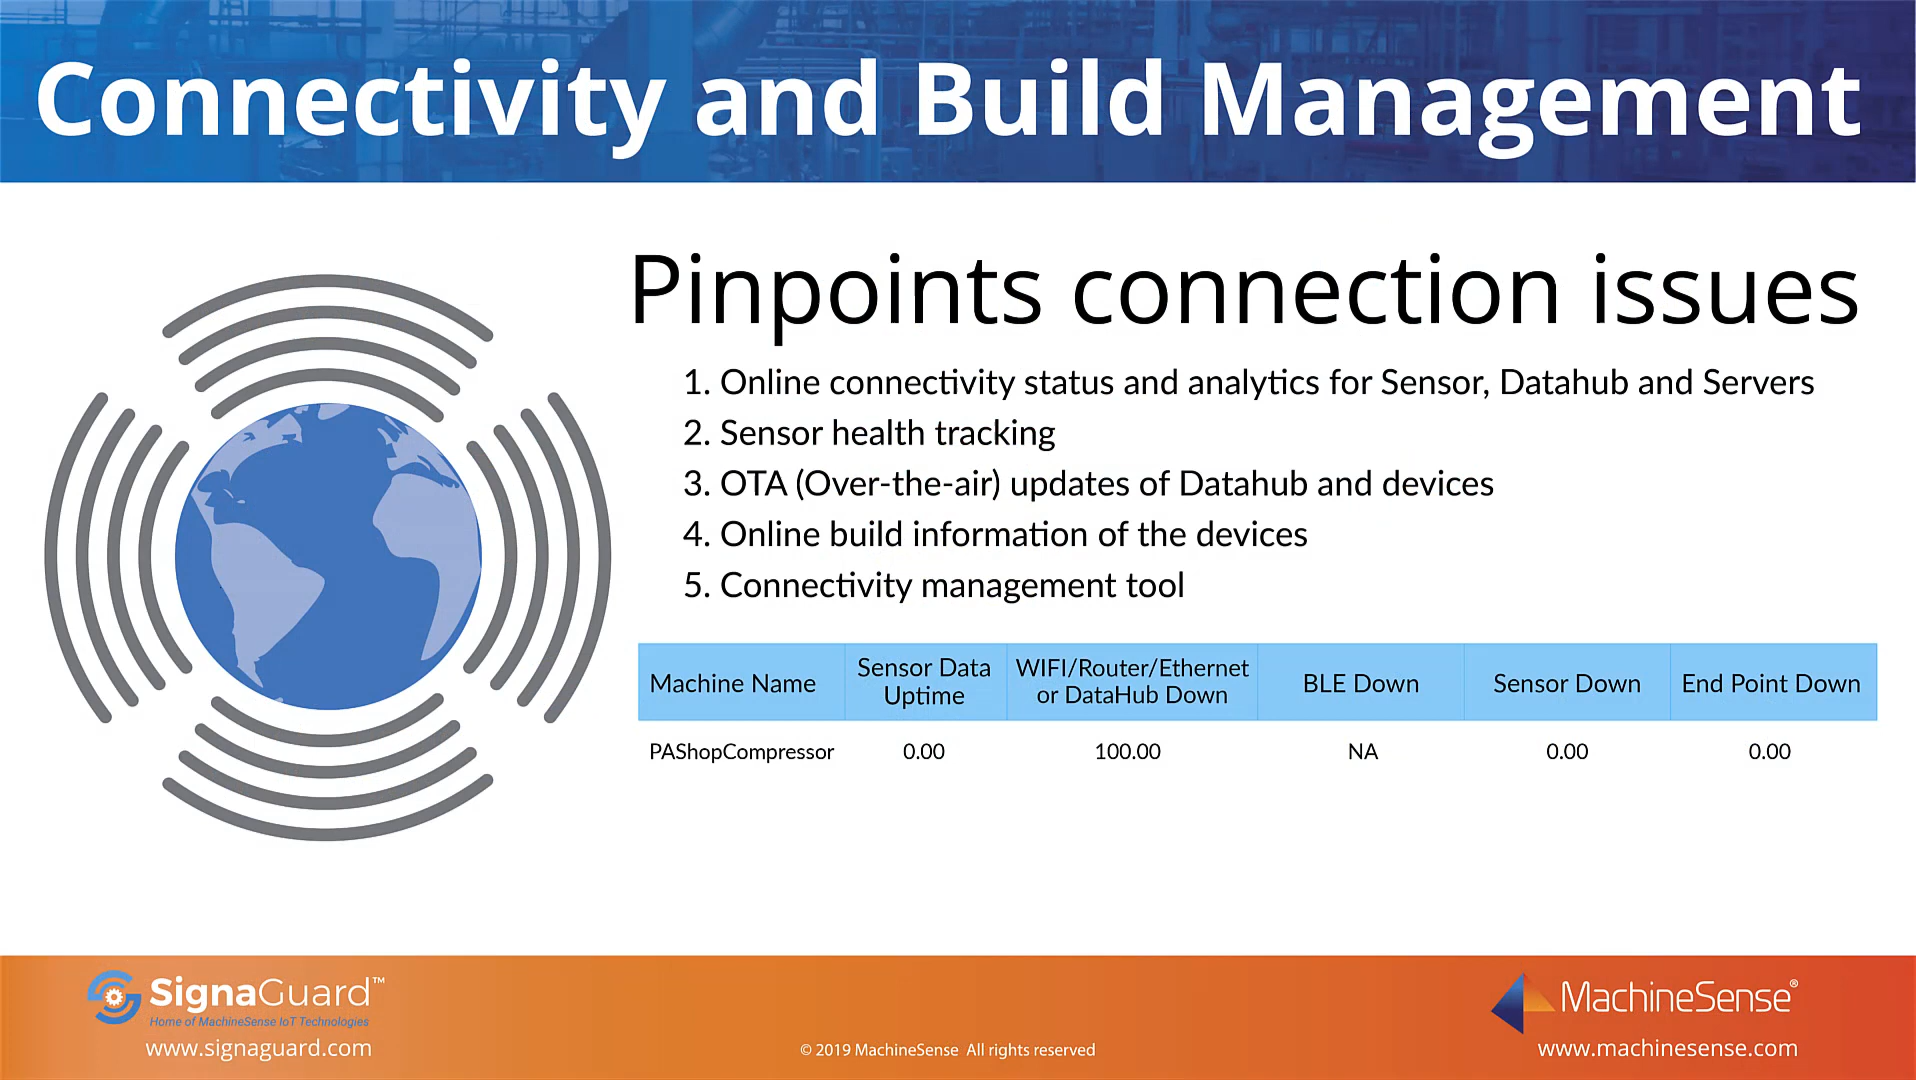 Connectivity and Build Management
Pinpoints connection issues
1. Online connectivity status and analytics for Sensor, Datahub and Servers
2. Sensor health tracking
3. OTA (Over-the-air) updates of Datahub and devices
4. Online build information of the devices
5. Connectivity management tool
Machine Name Sensor Data Uptime WIFI/Router/Ethernet or DataHub Down BLE Down Sensor Down End Point Down
PAShopCompressor 0.00 100.00 NA 0.00 0.00
SignaGuard™
Home of MachineSense IoT Technologies
www.signaguard.com
© 2019 MachineSense All rights reserved
MachineSense®
www.machinesense.com